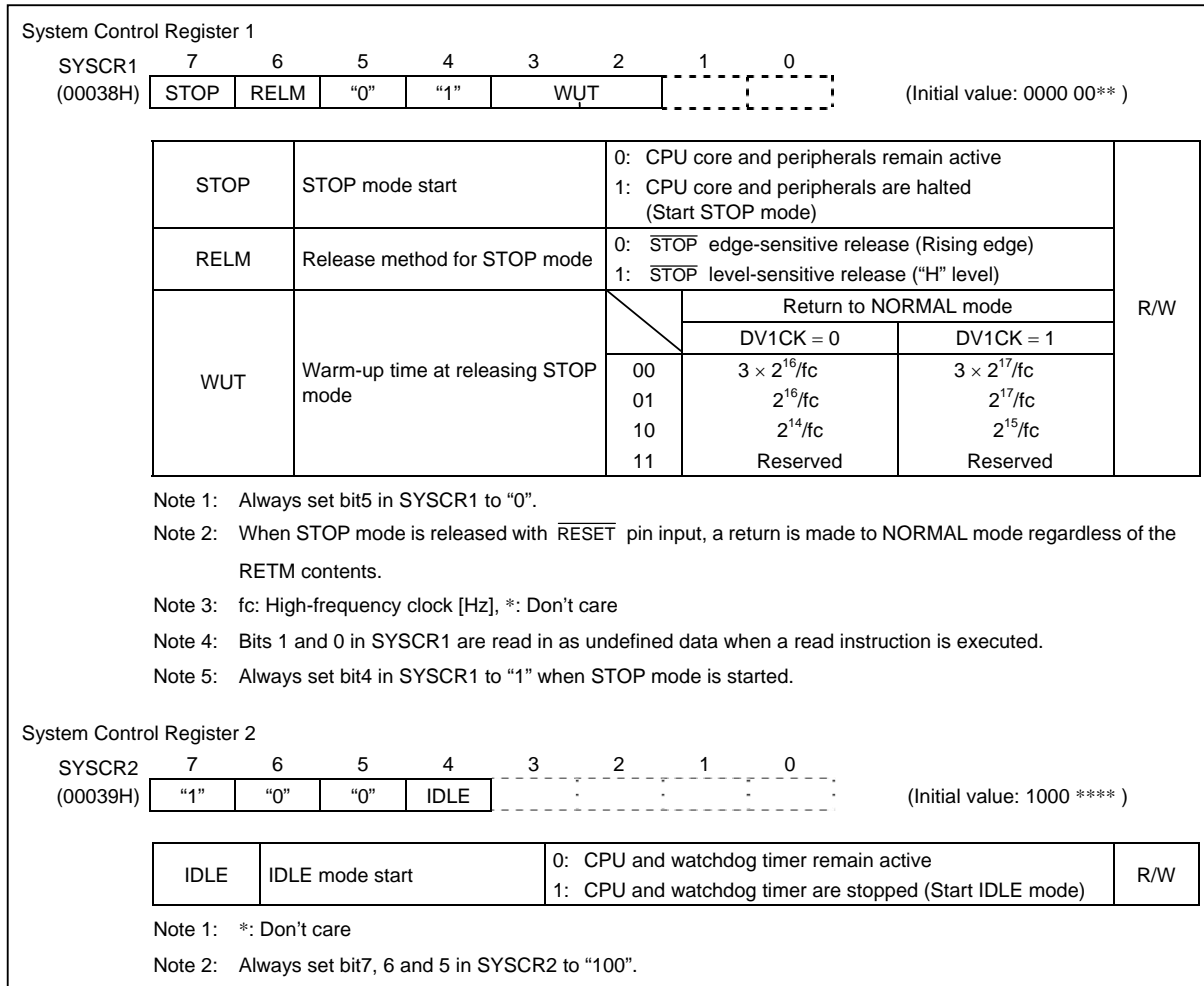 System Control Register 1
SYSCR1 7 6 5 4 3 2 1 0
(00038H) STOP RELM “0” “1” WUT (Initial value: 0000 00** )
STOP STOP mode start 0: CPU core and peripherals remain active
1: CPU core and peripherals are halted
(Start STOP mode)
RELM Release method for STOP mode 0: STOP edge-sensitive release (Rising edge)
1: STOP level-sensitive release (“H” level)
R/W
WUT Warm-up time at releasing STOP mode
Return to NORMAL mode
DV1CK = 0 DV1CK = 1
00 3 × 2^16/fc 3 × 2^17/fc
01 2^16/fc 2^17/fc
10 2^14/fc 2^15/fc
11 Reserved Reserved
Note 1: Always set bit5 in SYSCR1 to “0”.
Note 2: When STOP mode is released with RESET pin input, a return is made to NORMAL mode regardless of the
RETM contents.
Note 3: fc: High-frequency clock [Hz], *: Don’t care
Note 4: Bits 1 and 0 in SYSCR1 are read in as undefined data when a read instruction is executed.
Note 5: Always set bit4 in SYSCR1 to “1” when STOP mode is started.
System Control Register 2
SYSCR2 7 6 5 4 3 2 1 0
(00039H) “1” “0” “0” IDLE (Initial value: 1000 **** )
IDLE IDLE mode start 0: CPU and watchdog timer remain active
1: CPU and watchdog timer are stopped (Start IDLE mode)
R/W
Note 1: *: Don’t care
Note 2: Always set bit7, 6 and 5 in SYSCR2 to “100”.